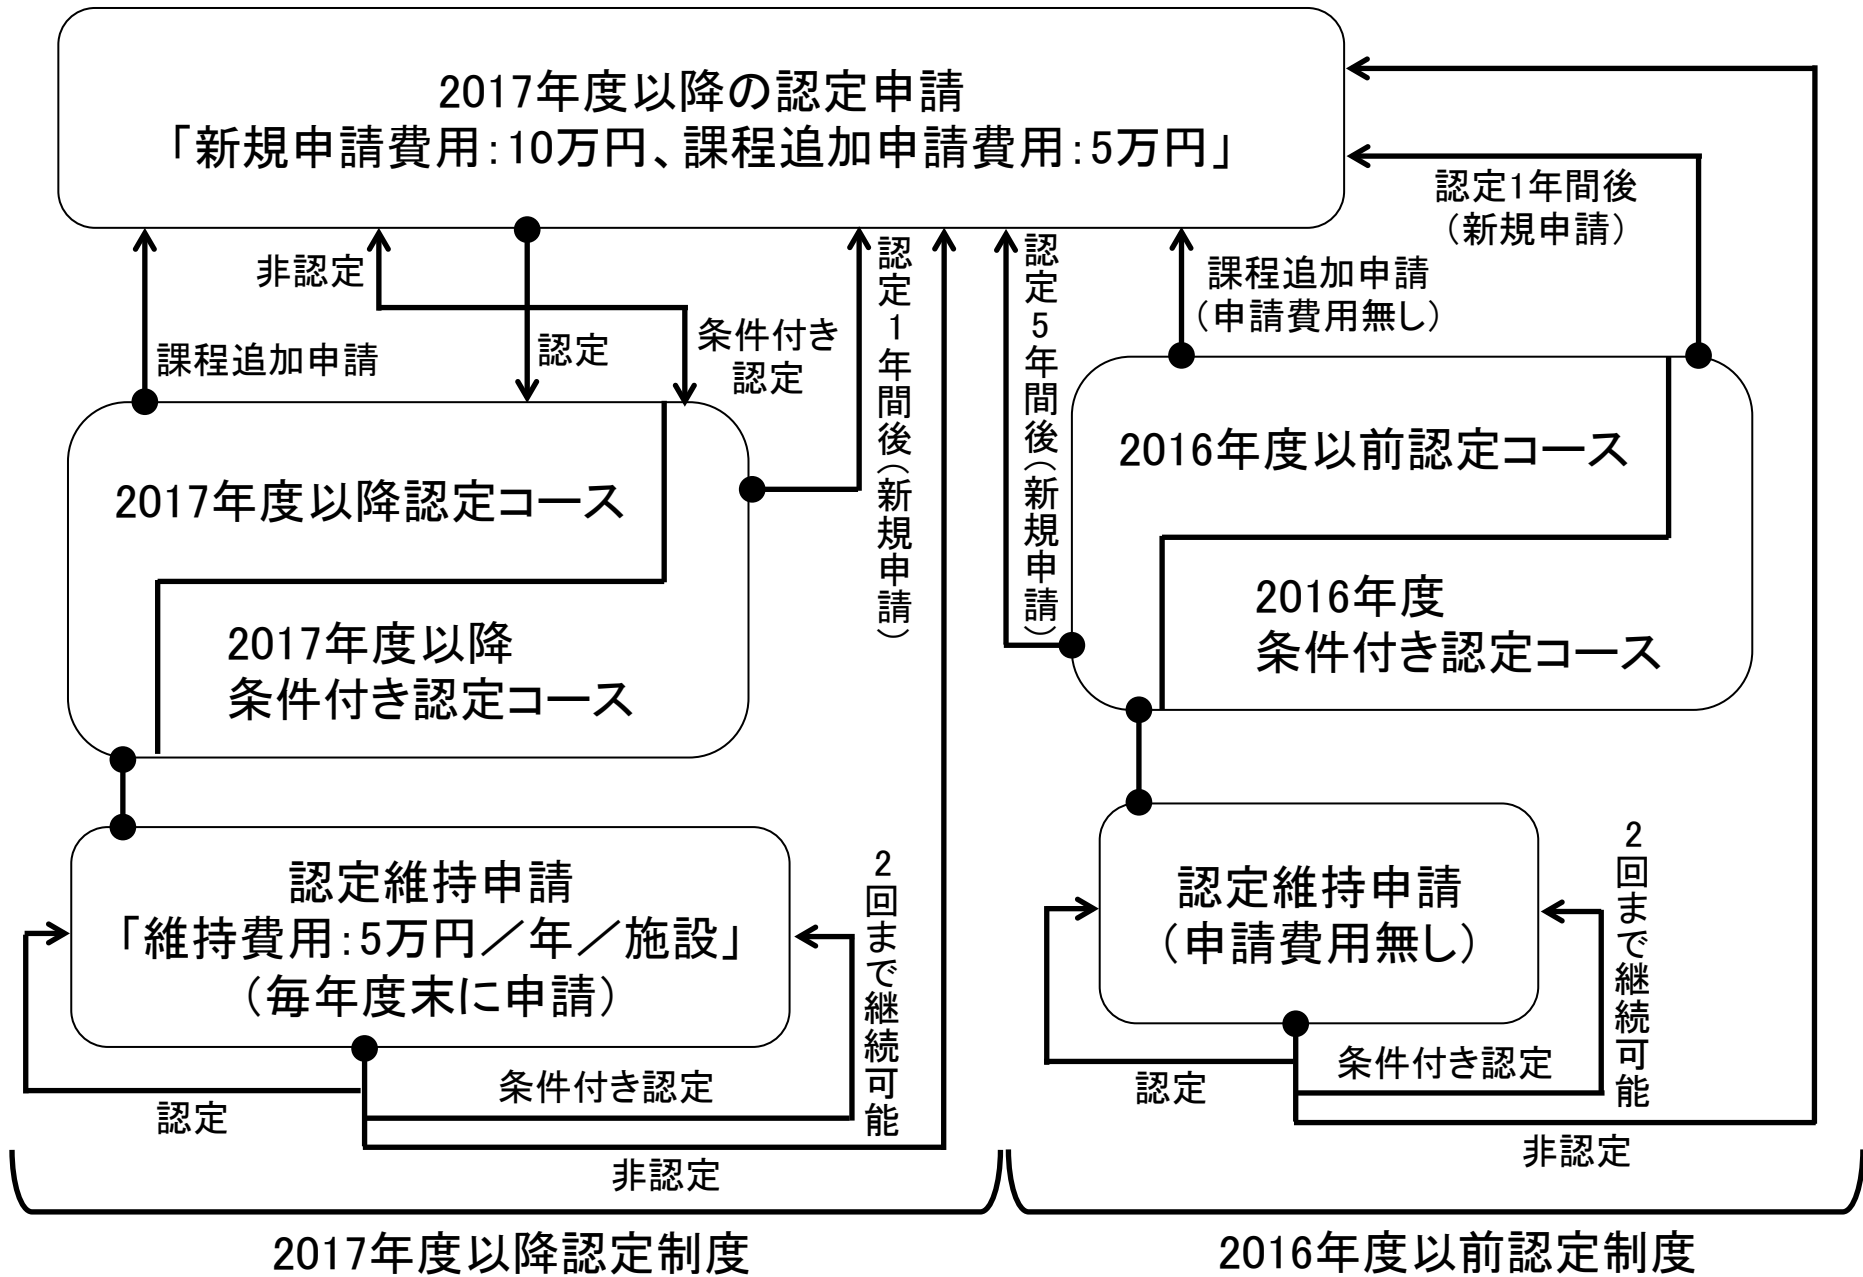 2017年度以降の認定申請
「新規申請費用：10万円、課程追加申請費用：5万円」
認定1年間後
（新規申請）
非認定
課程追加申請
（申請費用無し）
認定1年間後（新規申請）
認定5年間後（新規申請）
課程追加申請
認定
条件付き
認定
2017年度以降認定コース
2017年度以降
条件付き認定コース
2016年度以前認定コース
2016年度
条件付き認定コース
認定維持申請
「維持費用：5万円／年／施設」
（毎年度末に申請）
2回まで継続可能
認定
条件付き認定
非認定
認定維持申請
（申請費用無し）
2回まで継続可能
認定
条件付き認定
非認定
2017年度以降認定制度
2016年度以前認定制度